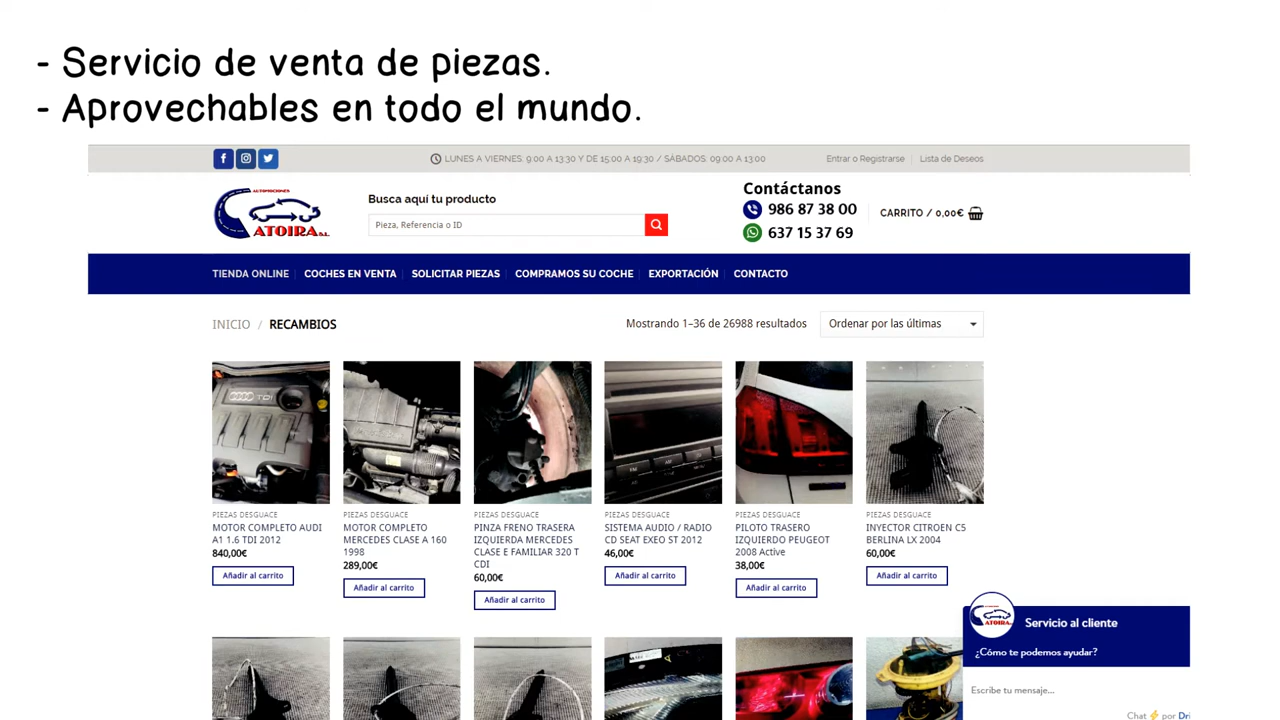 - Servicio de venta de piezas.
- Aprovechables en todo el mundo.
LUNES A VIERNES: 9:00 A 13:30 Y DE 15:00 A 19:30 / SÁBADOS: 09:00 A 13:00
Entrar o Registrarse
Lista de Deseos
AUTOMOCIONES
ATOIRA S.L.
Busca aquí tu producto
Pieza, Referencia o ID
Contáctanos
986 87 38 00
637 15 37 69
CARRITO / 0,00€
TIENDA ONLINE
COCHES EN VENTA
SOLICITAR PIEZAS
COMPRAMOS SU COCHE
EXPORTACIÓN
CONTACTO
INICIO / RECAMBIOS
Mostrando 1–36 de 26988 resultados
Ordenar por las últimas
TDI
PIEZAS DESGUACE
MOTOR COMPLETO AUDI
A1 1.6 TDI 2012
840,00€
Añadir al carrito
PIEZAS DESGUACE
MOTOR COMPLETO
MERCEDES CLASE A 160
1998
289,00€
Añadir al carrito
PIEZAS DESGUACE
PINZA FRENO TRASERA
IZQUIERDA MERCEDES
CLASE E FAMILIAR 320 T
CDI
60,00€
Añadir al carrito
PIEZAS DESGUACE
SISTEMA AUDIO / RADIO
CD SEAT EXEO ST 2012
46,00€
Añadir al carrito
PIEZAS DESGUACE
PILOTO TRASERO
IZQUIERDO PEUGEOT
2008 Active
38,00€
Añadir al carrito
PIEZAS DESGUACE
INYECTOR CITROEN C5
BERLINA LX 2004
60,00€
Añadir al carrito
ATOIRA
Servicio al cliente
¿Cómo te podemos ayudar?
Escribe tu mensaje...
Chat ⚡ por Dri